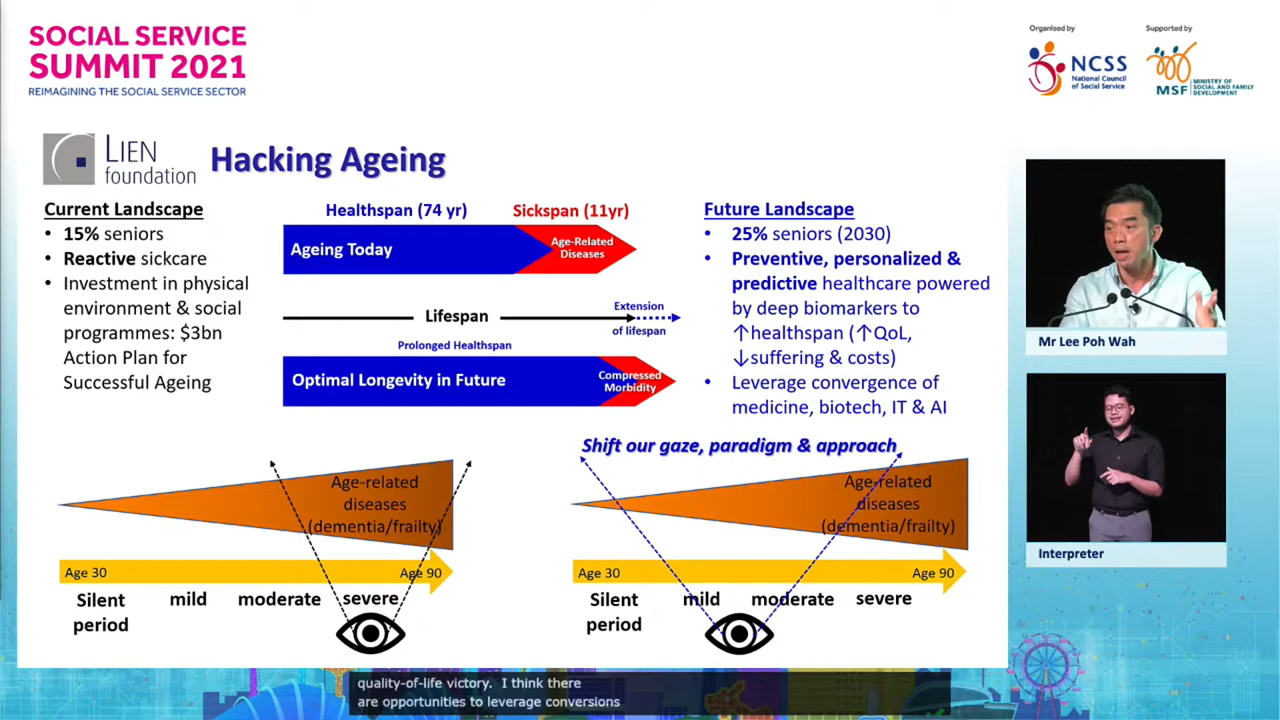 SOCIAL SERVICE
SUMMIT 2021
REIMAGINING THE SOCIAL SERVICE SECTOR
Organised by
NCSS
National Council
of Social Service
Supported by
MSF
MINISTRY OF
SOCIAL AND FAMILY
DEVELOPMENT
LIEN
foundation
Hacking Ageing
Current Landscape
• 15% seniors
• Reactive sickcare
• Investment in physical
environment & social
programmes: $3bn
Action Plan for
Successful Ageing
Healthspan (74 yr)
Sickspan (11yr)
Ageing Today
Age-Related
Diseases
Lifespan
Extension
of lifespan
Prolonged Healthspan
Optimal Longevity in Future
Compressed
Morbidity
Future Landscape
• 25% seniors (2030)
• Preventive, personalized &
predictive healthcare powered
by deep biomarkers to
↑healthspan (↑QoL,
↓suffering & costs)
• Leverage convergence of
medicine, biotech, IT & AI
Shift our gaze, paradigm & approach
Age-related
diseases
(dementia/frailty)
Age 30
Age 90
Silent
period
mild
moderate
severe
Age-related
diseases
(dementia/frailty)
Age 30
Age 90
Silent
period
mild
moderate
severe
Mr Lee Poh Wah
Interpreter
quality-of-life victory. I think there
are opportunities to leverage conversions